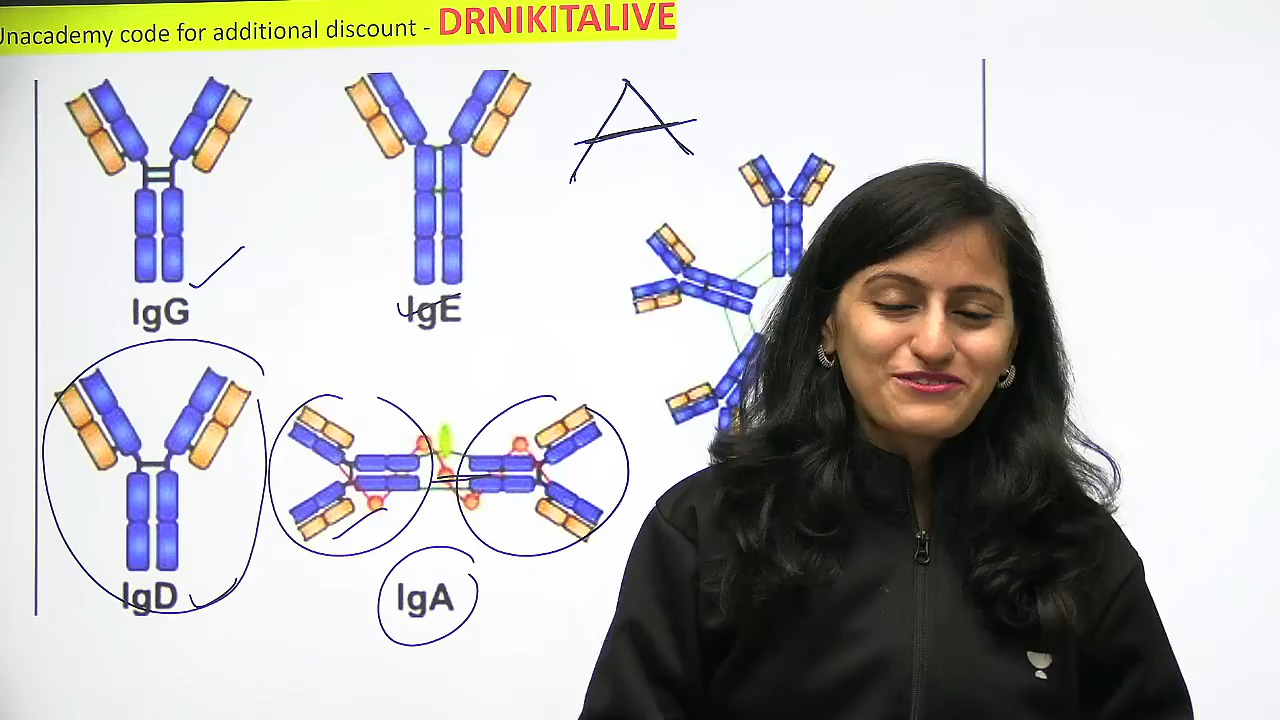 Unacademy code for additional discount - DRNIKITALIVE
A
IgG
IgE
IgD
IgA